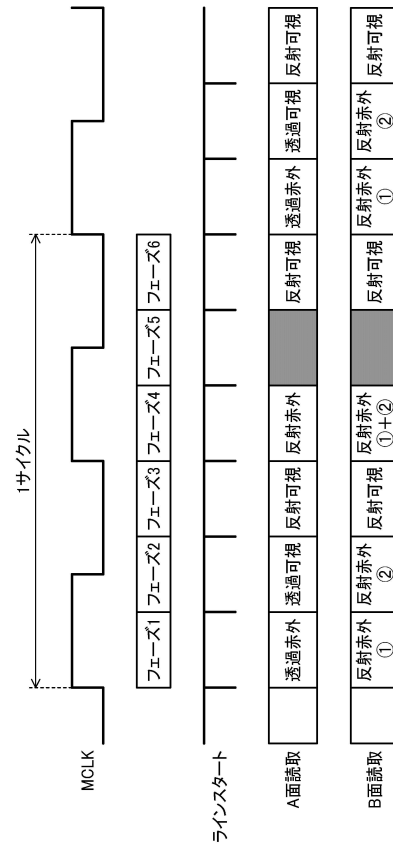 1サイクル
MCLK
フェーズ1 フェーズ2 フェーズ3 フェーズ4 フェーズ5 フェーズ6
ラインスタート
A面読取
透過赤外 透過可視 反射可視 反射赤外 反射可視 透過赤外 透過可視 反射可視
B面読取
反射赤外 反射赤外 反射可視 反射赤外 反射可視 反射赤外 反射赤外 反射可視
① ② ①+② ① ②